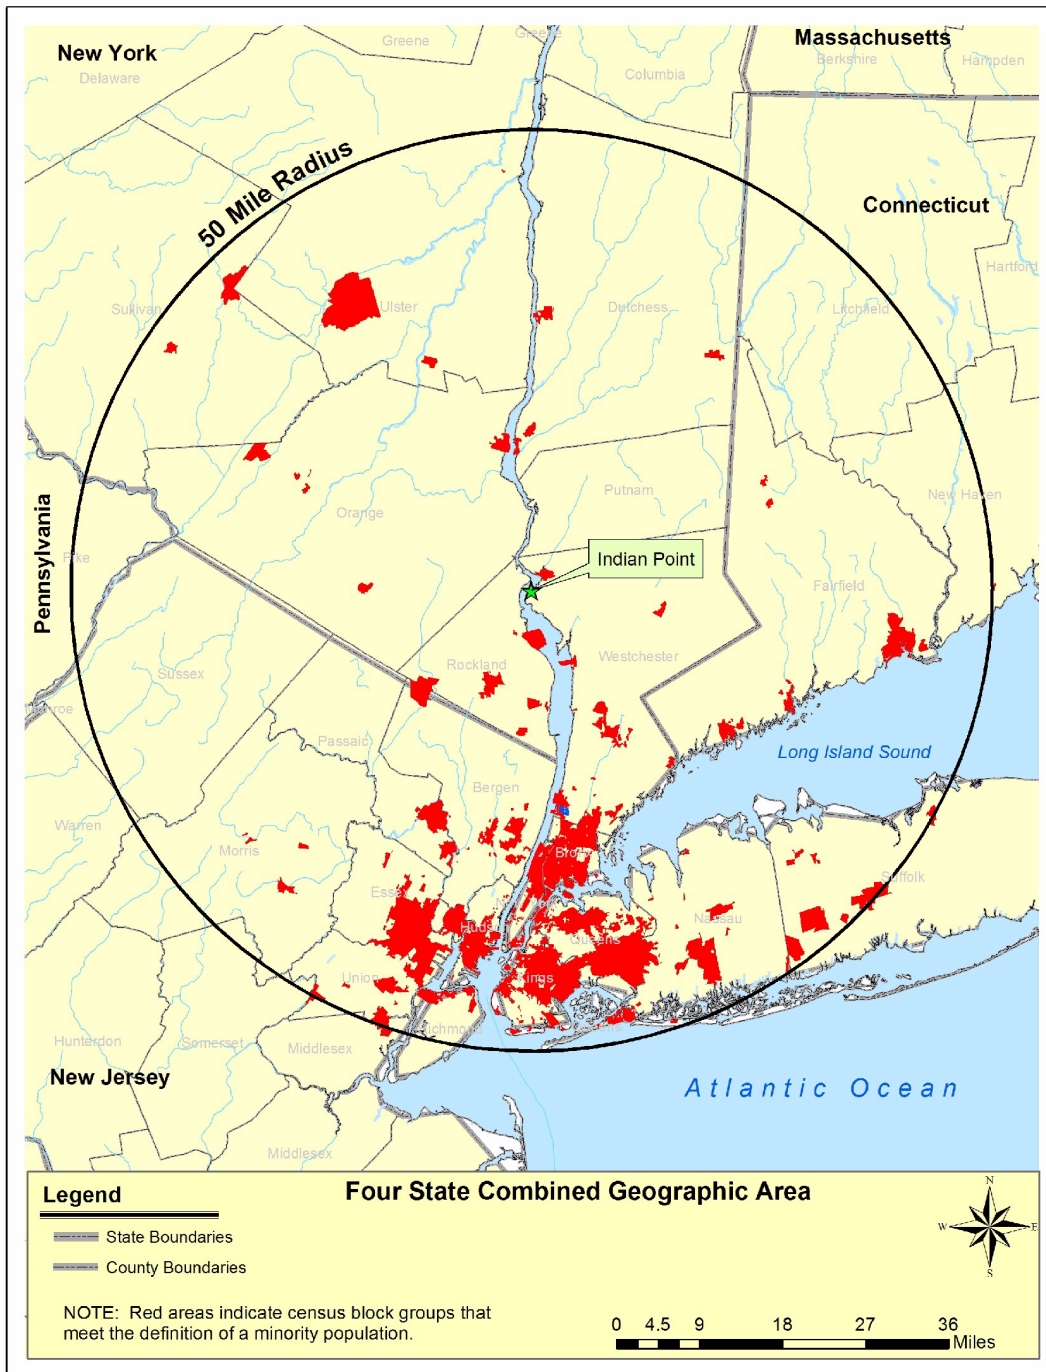 New York
Massachusetts
Greene
Greene
Delaware
Columbia
Berkshire
Hampden
50 Mile Radius
Connecticut
Hartford
Sullivan
Ulster
Dutchess
Litchfield
Pennsylvania
Orange
Putnam
New Haven
Pike
Indian Point
Fairfield
Sussex
Rockland
Westchester
Monroe
Passaic
Long Island Sound
Bergen
Warren
Morris
Bronx
Essex
Suffolk
Nassau
Hudson
Queens
Union
Kings
Richmond
Hunterdon
Somerset
Middlesex
New Jersey
Atlantic Ocean
Middlesex
Legend
Four State Combined Geographic Area
State Boundaries
County Boundaries
NOTE: Red areas indicate census block groups that
meet the definition of a minority population.
N
W E
S
0 4.5 9 18 27 36
Miles